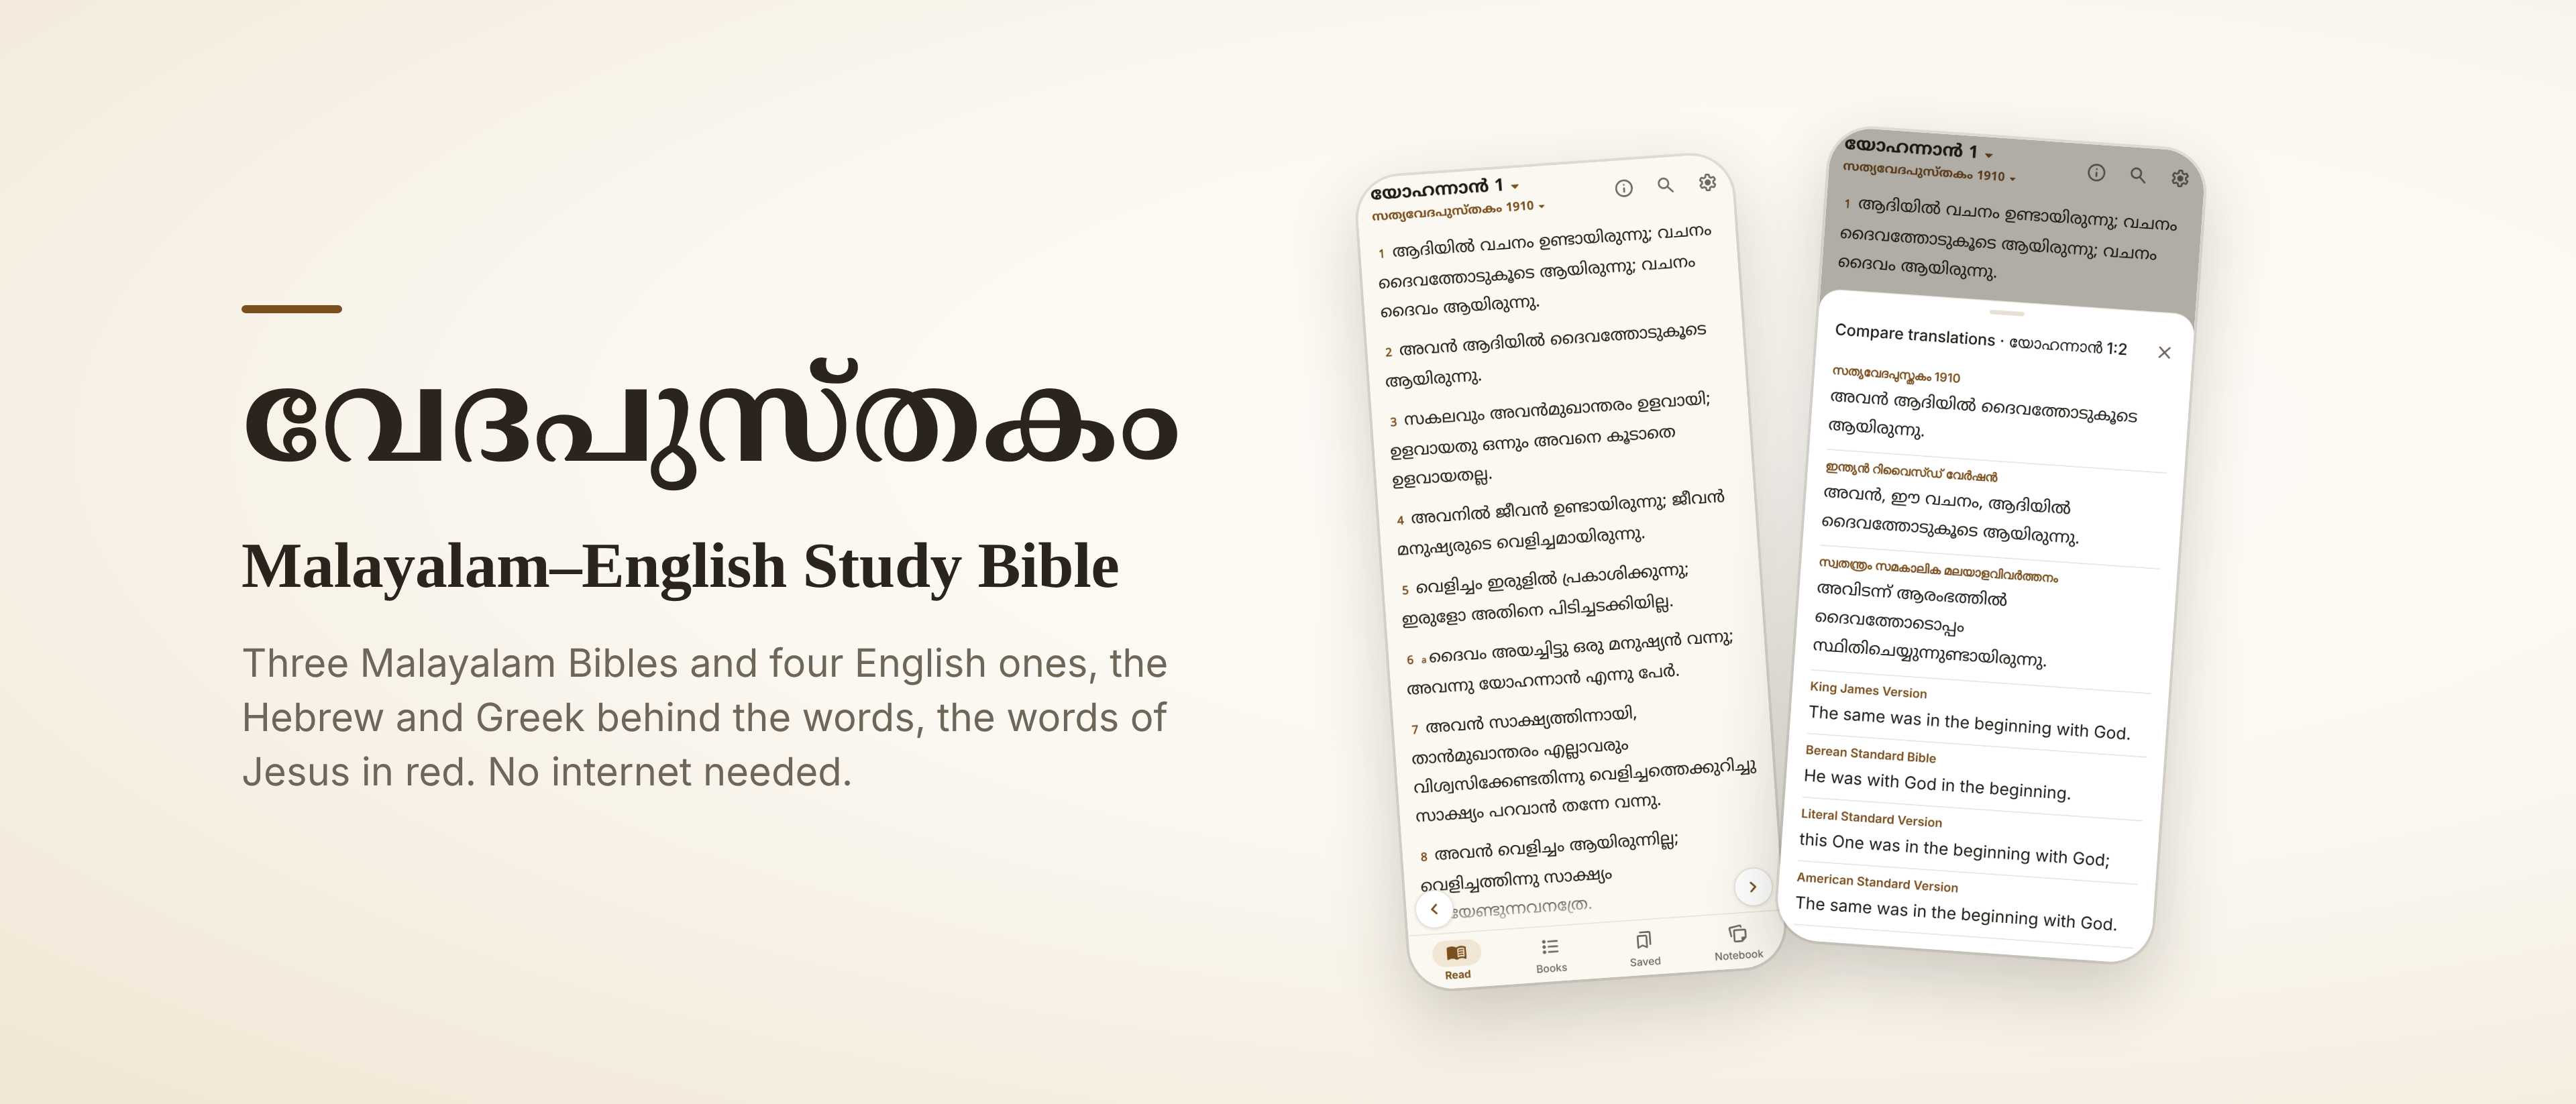 വേദപുസ്തകം
Malayalam–English Study Bible
Three Malayalam Bibles and four English ones, the
Hebrew and Greek behind the words, the words of
Jesus in red. No internet needed.
യോഹന്നാൻ 1
സത്യവേദപുസ്തകം 1910
1 ആദിയിൽ വചനം ഉണ്ടായിരുന്നു; വചനം
ദൈവത്തോടുകൂടെ ആയിരുന്നു; വചനം
ദൈവം ആയിരുന്നു.
2 അവൻ ആദിയിൽ ദൈവത്തോടുകൂടെ
ആയിരുന്നു.
3 സകലവും അവൻമുഖാന്തരം ഉളവായി;
ഉളവായതു ഒന്നും അവനെ കൂടാതെ
ഉളവായതല്ല.
4 അവനിൽ ജീവൻ ഉണ്ടായിരുന്നു; ജീവൻ
മനുഷ്യരുടെ വെളിച്ചമായിരുന്നു.
5 വെളിച്ചം ഇരുളിൽ പ്രകാശിക്കുന്നു;
ഇരുളോ അതിനെ പിടിച്ചടക്കിയില്ല.
6 a ദൈവം അയച്ചിട്ടു ഒരു മനുഷ്യൻ വന്നു;
അവന്നു യോഹന്നാൻ എന്നു പേർ.
7 അവൻ സാക്ഷ്യത്തിന്നായി,
താൻമുഖാന്തരം എല്ലാവരും
വിശ്വസിക്കേണ്ടതിന്നു വെളിച്ചത്തെക്കുറിച്ചു
സാക്ഷ്യം പറവാൻ തന്നേ വന്നു.
8 അവൻ വെളിച്ചം ആയിരുന്നില്ല;
വെളിച്ചത്തിന്നു സാക്ഷ്യം
യേണ്ടുന്നവനത്രേ.
Read
Books
Saved
Notebook
യോഹന്നാൻ 1
സത്യവേദപുസ്തകം 1910
1 ആദിയിൽ വചനം ഉണ്ടായിരുന്നു; വചനം
ദൈവത്തോടുകൂടെ ആയിരുന്നു; വചനം
ദൈവം ആയിരുന്നു.
Compare translations · യോഹന്നാൻ 1:2
സത്യവേദപുസ്തകം 1910
അവൻ ആദിയിൽ ദൈവത്തോടുകൂടെ
ആയിരുന്നു.
ഇന്ത്യൻ റിവൈസ്ഡ് വേർഷൻ
അവൻ, ഈ വചനം, ആദിയിൽ
ദൈവത്തോടുകൂടെ ആയിരുന്നു.
സ്വതന്ത്രം സമകാലിക മലയാളവിവർത്തനം
അവിടന്ന് ആരംഭത്തിൽ
ദൈവത്തോടൊപ്പം
സ്ഥിതിചെയ്യുന്നുണ്ടായിരുന്നു.
King James Version
The same was in the beginning with God.
Berean Standard Bible
He was with God in the beginning.
Literal Standard Version
this One was in the beginning with God;
American Standard Version
The same was in the beginning with God.